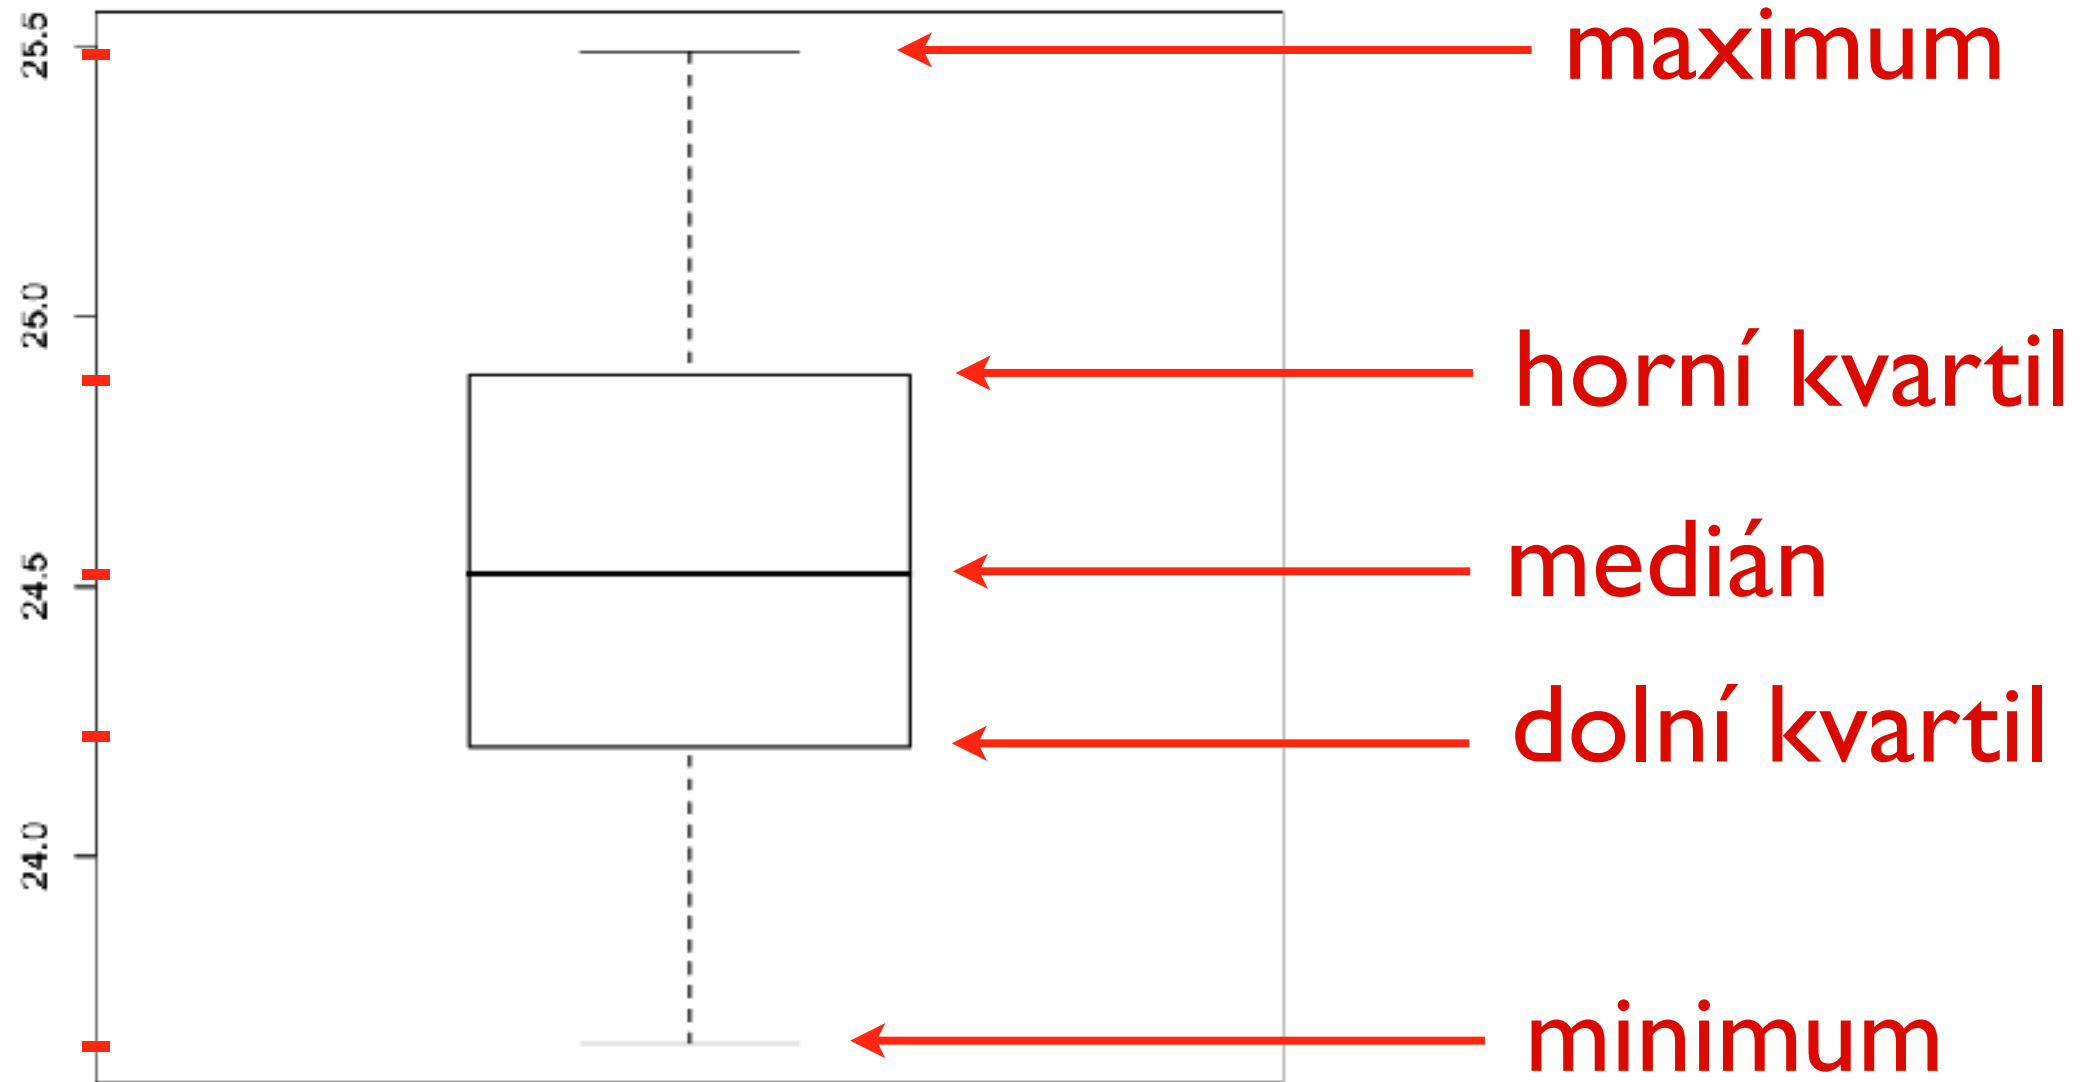 25.5
maximum
25.0
horní kvartil
24.5
medián
dolní kvartil
24.0
minimum